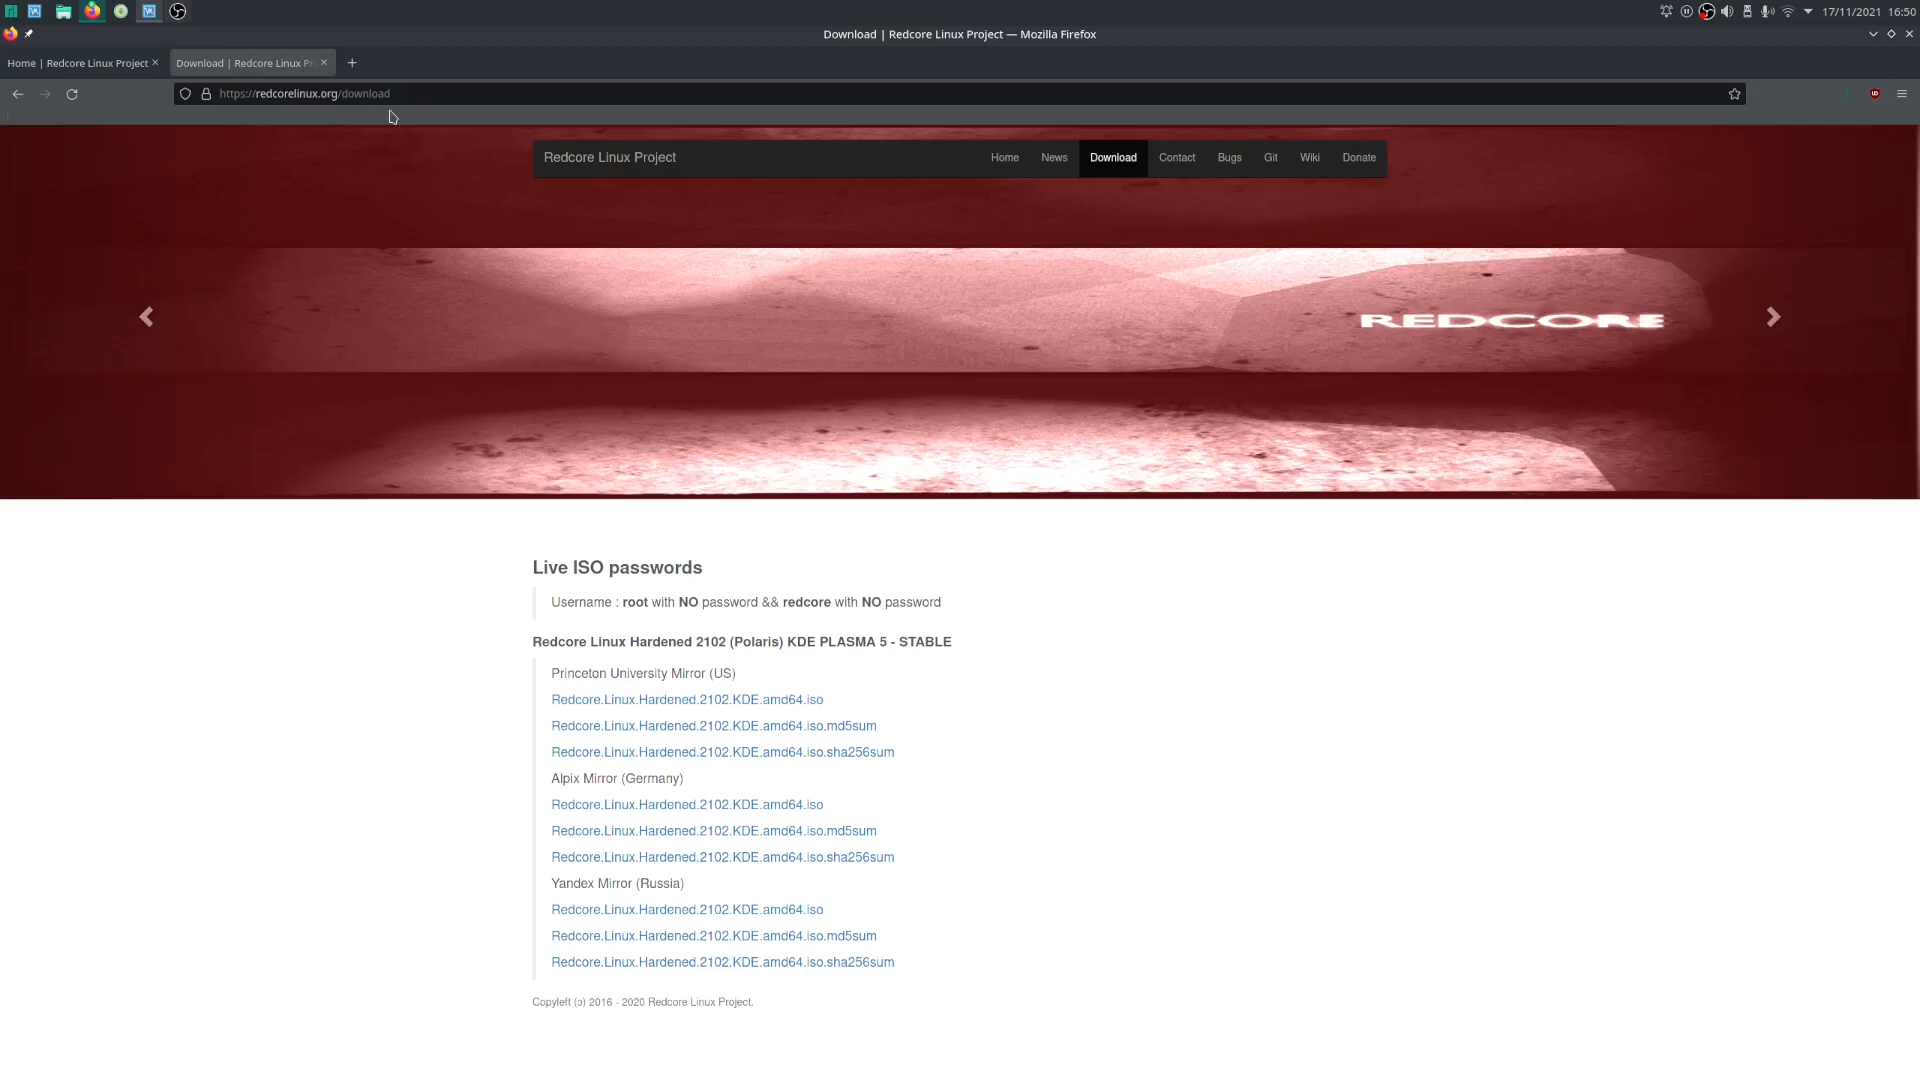 17/11/2021 16:50
Download | Redcore Linux Project — Mozilla Firefox
Home | Redcore Linux Project
Download | Redcore Linux Pr
https://redcorelinux.org/download
Redcore Linux Project Home News Download Contact Bugs Git Wiki Donate
REDCORE
Live ISO passwords
Username : root with NO password && redcore with NO password
Redcore Linux Hardened 2102 (Polaris) KDE PLASMA 5 - STABLE
Princeton University Mirror (US)
Redcore.Linux.Hardened.2102.KDE.amd64.iso
Redcore.Linux.Hardened.2102.KDE.amd64.iso.md5sum
Redcore.Linux.Hardened.2102.KDE.amd64.iso.sha256sum
Alpix Mirror (Germany)
Redcore.Linux.Hardened.2102.KDE.amd64.iso
Redcore.Linux.Hardened.2102.KDE.amd64.iso.md5sum
Redcore.Linux.Hardened.2102.KDE.amd64.iso.sha256sum
Yandex Mirror (Russia)
Redcore.Linux.Hardened.2102.KDE.amd64.iso
Redcore.Linux.Hardened.2102.KDE.amd64.iso.md5sum
Redcore.Linux.Hardened.2102.KDE.amd64.iso.sha256sum
Copyleft (ɔ) 2016 - 2020 Redcore Linux Project.